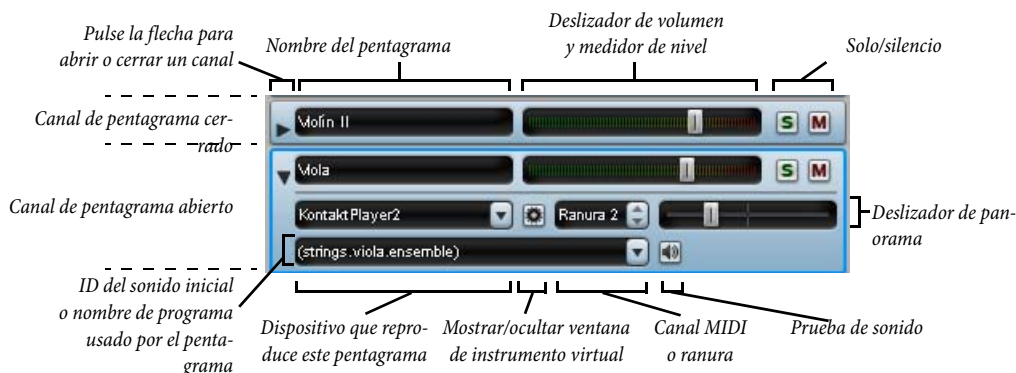 Pulse la flecha para
abrir o cerrar un canal
Nombre del pentagrama
Deslizador de volumen
y medidor de nivel
Solo/silencio
Canal de pentagrama cer-
rado
Violín II
S M
Viola
S M
Canal de pentagrama abierto
KontaktPlayer2
Ranura 2
Deslizador de pan-
orama
(strings.viola.ensemble)
ID del sonido inicial
o nombre de programa
usado por el penta-
grama
Dispositivo que repro-
duce este pentagrama
Mostrar/ocultar ventana
de instrumento virtual
Canal MIDI
o ranura
Prueba de sonido